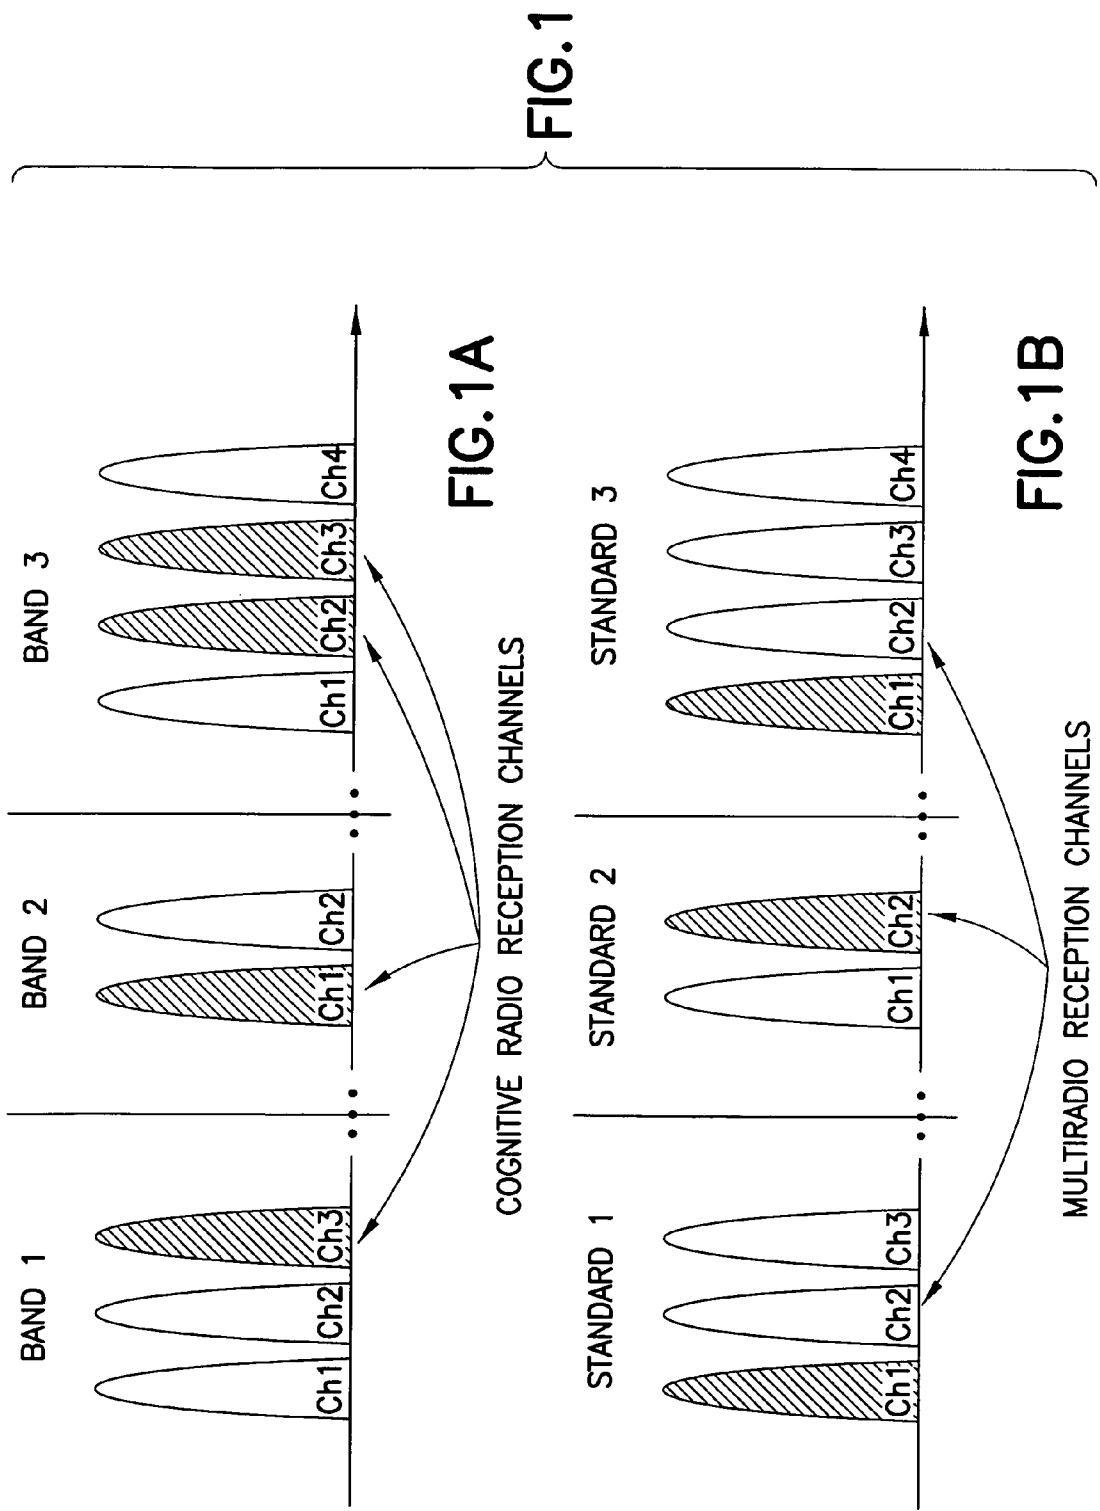 BAND 1
BAND 2
BAND 3
Ch1 Ch2 Ch3
Ch1 Ch2
Ch1 Ch2 Ch3 Ch4
COGNITIVE RADIO RECEPTION CHANNELS
FIG.1A
STANDARD 1
STANDARD 2
STANDARD 3
Ch1 Ch2 Ch3
Ch1 Ch2
Ch1 Ch2 Ch3 Ch4
MULTIRADIO RECEPTION CHANNELS
FIG.1B
FIG.1